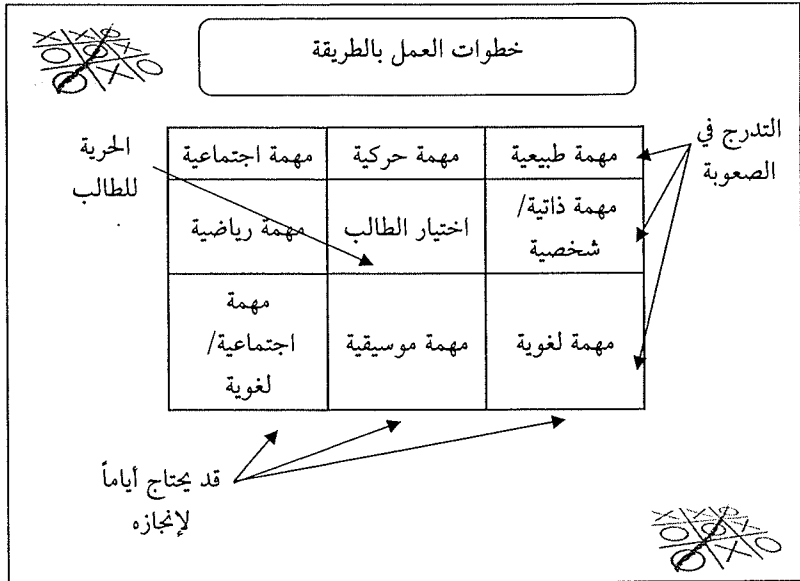 خطوات العمل بالطريقة
التدرج في
الصعوبة
الحرية
للطالب
مهمة طبيعية
مهمة حركية
مهمة اجتماعية
مهمة ذاتية/
شخصية
اختيار الطالب
مهمة رياضية
مهمة لغوية
مهمة موسيقية
مهمة
اجتماعية/
لغوية
قد يحتاج أياماً
لإنجازه